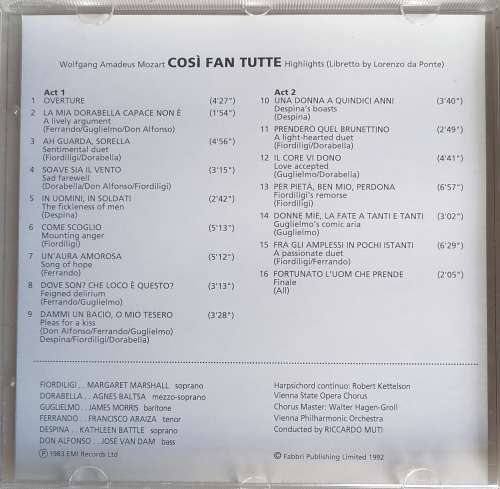 Wolfgang Amadeus Mozart COSÌ FAN TUTTE Highlights (Libretto by Lorenzo da Ponte)
Act 1
1 OVERTURE (4'27")
2 LA MIA DORABELLA CAPACE NON È (1'54")
A lively argument
(Ferrando/Guglielmo/Don Alfonso)
3 AH GUARDA, SORELLA (4'56")
Sentimental duet
(Fiordiligi/Dorabella)
4 SOAVE SIA IL VENTO (3'15")
Sad farewell
(Dorabella/Don Alfonso/Fiordiligi)
5 IN UOMINI, IN SOLDATI (2'42")
The fickleness of men
(Despina)
6 COME SCOGLIO (5'13")
Mounting anger
(Fiordiligi)
7 UN'AURA AMOROSA (5'12")
Song of hope
(Ferrando)
8 DOVE SON? CHE LOCO È QUESTO? (3'13")
Feigned delirium
(Ferrando/Guglielmo)
9 DAMMI UN BACIO, O MIO TESERO (3'28")
Pleas for a kiss
(Don Alfonso/Ferrando/Guglielmo)
Despina/Fiordiligi/Dorabella)
Act 2
10 UNA DONNA A QUINDICI ANNI (3'40")
Despina's boasts
(Despina)
11 PRENDERÒ QUEL BRUNETTINO (2'49")
A light-hearted duet
(Fiordiligi/Dorabella)
12 IL CORE VI DONO (4'41")
Love accepted
(Guglielmo/Dorabella)
13 PER PIETÀ, BEN MIO, PERDONA (6'57")
Fiordiligi's remorse
(Fiordiligi)
14 DONNE MIE, LA FATE A TANTI E TANTI (3'02")
Guglielmo's comic aria
(Guglielmo)
15 FRA GLI AMPLESSI IN POCHI ISTANTI (6'29")
A passionate duet
(Fiordiligi/Ferrando)
16 FORTUNATO L'UOM CHE PRENDE (2'05")
Finale
(All)
FIORDILIGI . . MARGARET MARSHALL soprano
DORABELLA . . AGNES BALTSA mezzo-soprano
GUGLIELMO . . JAMES MORRIS baritone
FERRANDO . . FRANCISCO ARAIZA tenor
DESPINA . . KATHLEEN BATTLE soprano
DON ALFONSO . . JOSÉ VAN DAM bass
Ⓟ 1983 EMI Records Ltd
Harpsichord continuo: Robert Kettelson
Vienna State Opera Chorus
Chorus Master: Walter Hagen-Groll
Vienna Philharmonic Orchestra
Conducted by RICCARDO MUTI
© Fabbri Publishing Limited 1992